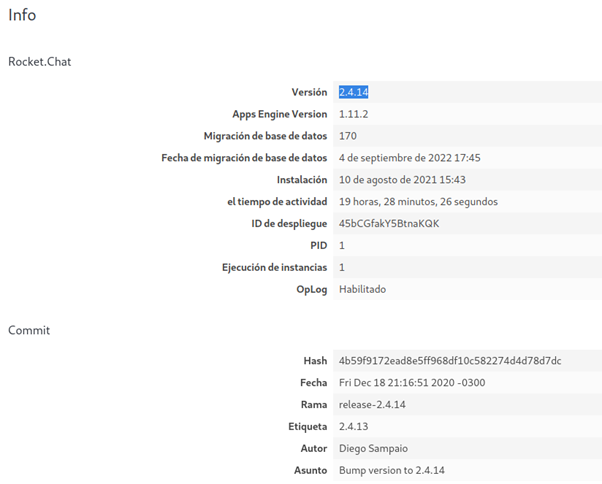 Info
Rocket.Chat
Versión 2.4.14
Apps Engine Version 1.11.2
Migración de base de datos 170
Fecha de migración de base de datos 4 de septiembre de 2022 17:45
Instalación 10 de agosto de 2021 15:43
el tiempo de actividad 19 horas, 28 minutos, 26 segundos
ID de despliegue 45bCGfakY5BtnaKQK
PID 1
Ejecución de instancias 1
OpLog Habilitado
Commit
Hash 4b59f9172ead8e5ff968df10c582274d4d78d7dc
Fecha Fri Dec 18 21:16:51 2020 -0300
Rama release-2.4.14
Etiqueta 2.4.13
Autor Diego Sampaio
Asunto Bump version to 2.4.14